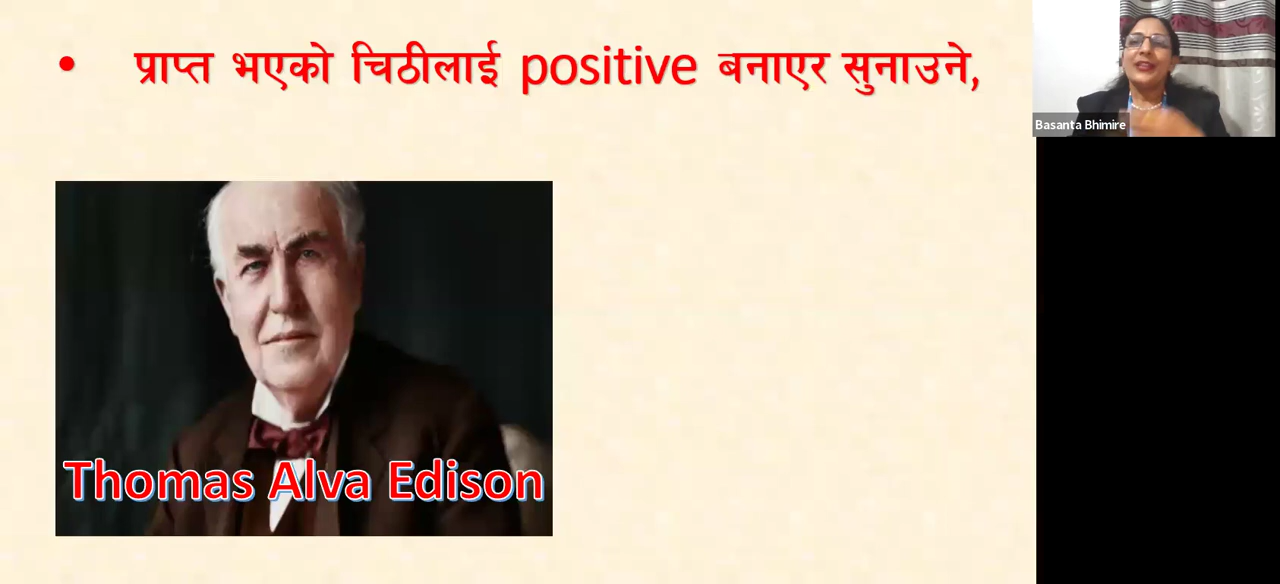 • प्राप्त भएको चिठीलाई positive बनाएर सुनाउने,
Basanta Bhimire
Thomas Alva Edison